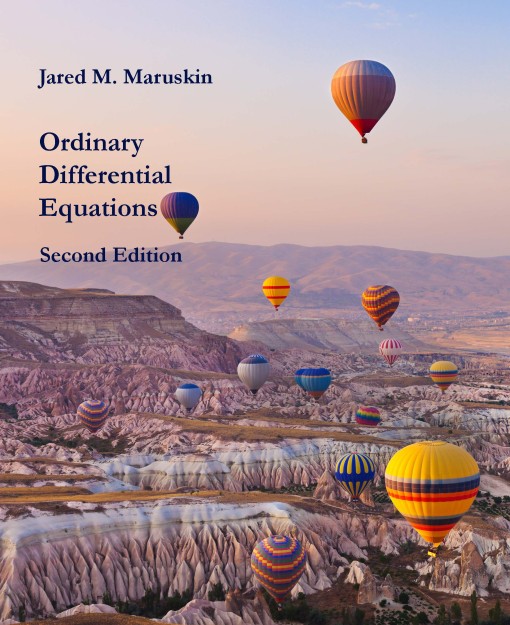 Jared M. Maruskin
Ordinary
Differential
Equations
Second Edition